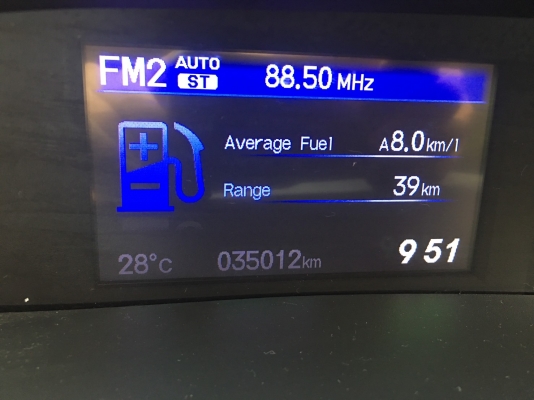 FM2 AUTO ST 88.50 MHz
Average Fuel A8.0km/l
Range 39km
28°C 035012km 9 51